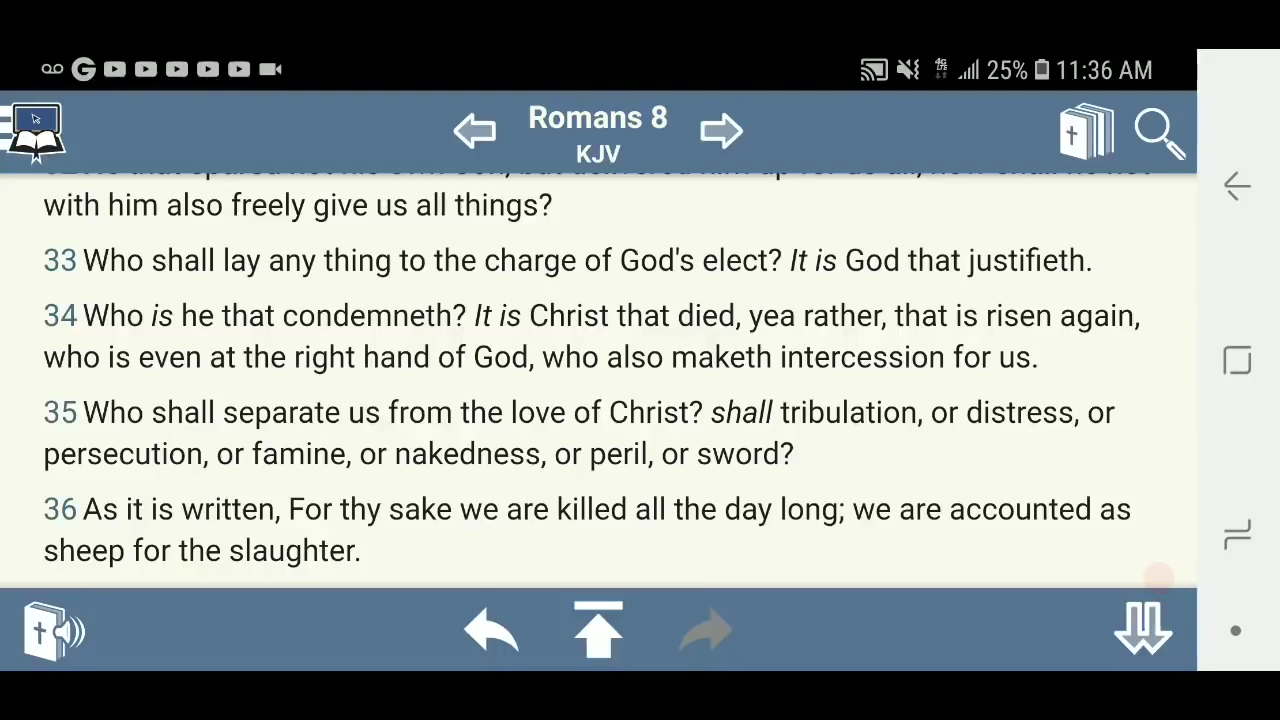 25% 11:36 AM
Romans 8
KJV
with him also freely give us all things?
33 Who shall lay any thing to the charge of God's elect? It is God that justifieth.
34 Who is he that condemneth? It is Christ that died, yea rather, that is risen again,
who is even at the right hand of God, who also maketh intercession for us.
35 Who shall separate us from the love of Christ? shall tribulation, or distress, or
persecution, or famine, or nakedness, or peril, or sword?
36 As it is written, For thy sake we are killed all the day long; we are accounted as
sheep for the slaughter.